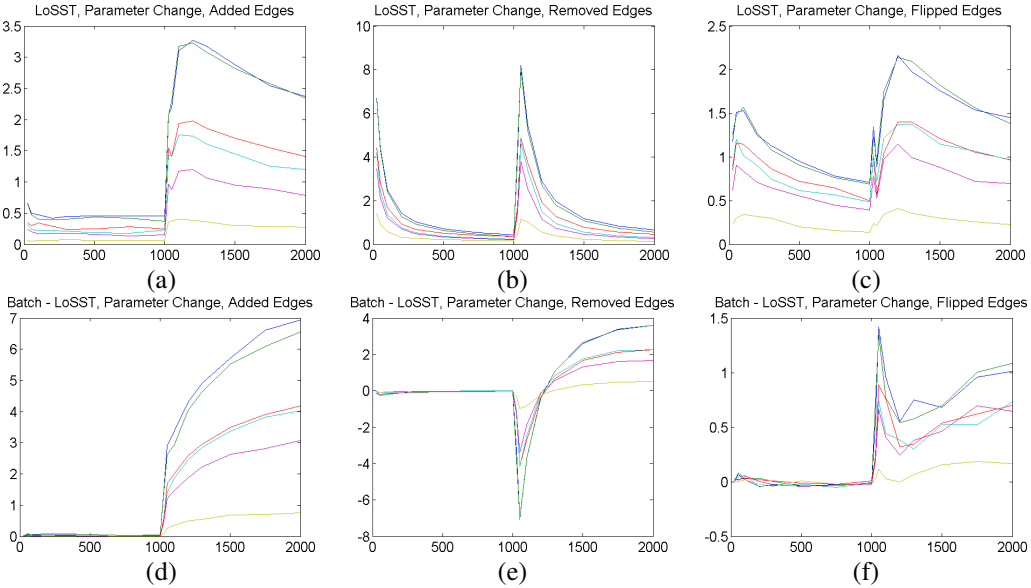 LoSST, Parameter Change, Added Edges
3.5
3
2.5
2
1.5
1
0.5
0
0 500 1000 1500 2000
(a)
LoSST, Parameter Change, Removed Edges
10
8
6
4
2
0
0 500 1000 1500 2000
(b)
LoSST, Parameter Change, Flipped Edges
2.5
2
1.5
1
0.5
0
0 500 1000 1500 2000
(c)
Batch - LoSST, Parameter Change, Added Edges
7
6
5
4
3
2
1
0
0 500 1000 1500 2000
(d)
Batch - LoSST, Parameter Change, Removed Edges
4
2
0
-2
-4
-6
-8
0 500 1000 1500 2000
(e)
Batch - LoSST, Parameter Change, Flipped Edges
1.5
1
0.5
0
-0.5
0 500 1000 1500 2000
(f)